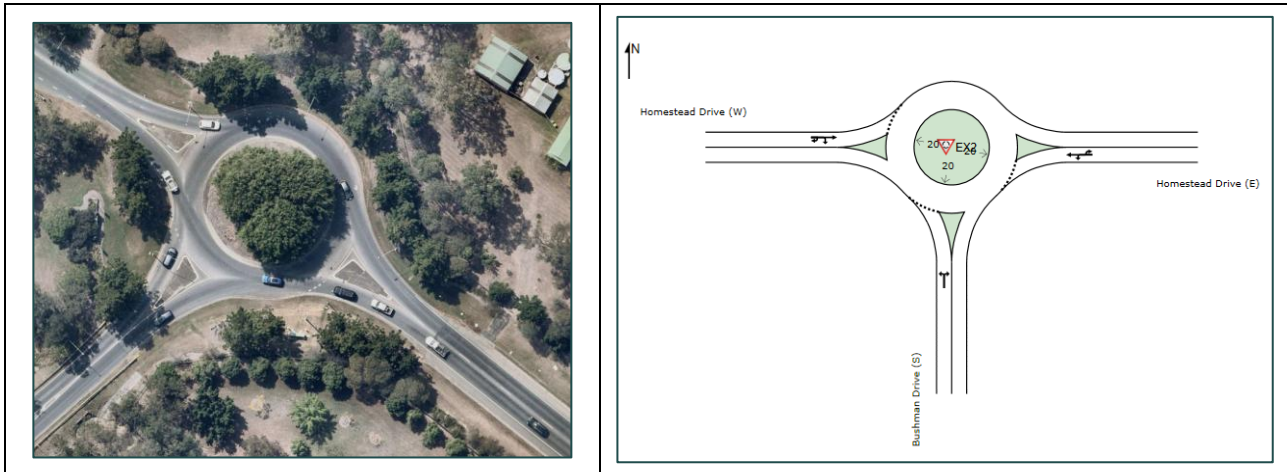 N
Homestead Drive (W)
20
EX2
20
20
Homestead Drive (E)
Bushman Drive (S)